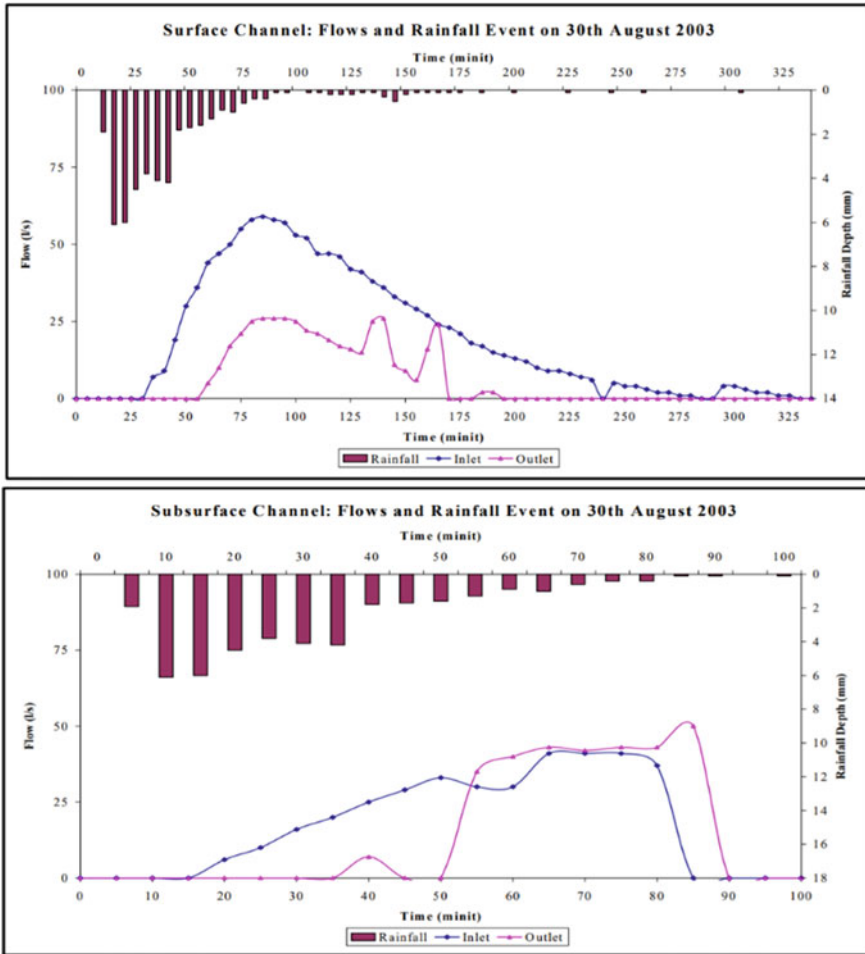 Surface Channel: Flows and Rainfall Event on 30th August 2003
Time (minit)
0 25 50 75 100 125 150 175 200 225 250 275 300 325
100 75 50 25 0
Flow (l/s)
0 2 4 6 8 10 12 14
Rainfall Depth (mm)
0 25 50 75 100 125 150 175 200 225 250 275 300 325
Time (minit)
Rainfall Inlet Outlet
Subsurface Channel: Flows and Rainfall Event on 30th August 2003
Time (minit)
0 10 20 30 40 50 60 70 80 90 100
100 75 50 25 0
Flow (l/s)
0 2 4 6 8 10 12 14 16 18
Rainfall Depth (mm)
0 10 20 30 40 50 60 70 80 90 100
Time (minit)
Rainfall Inlet Outlet